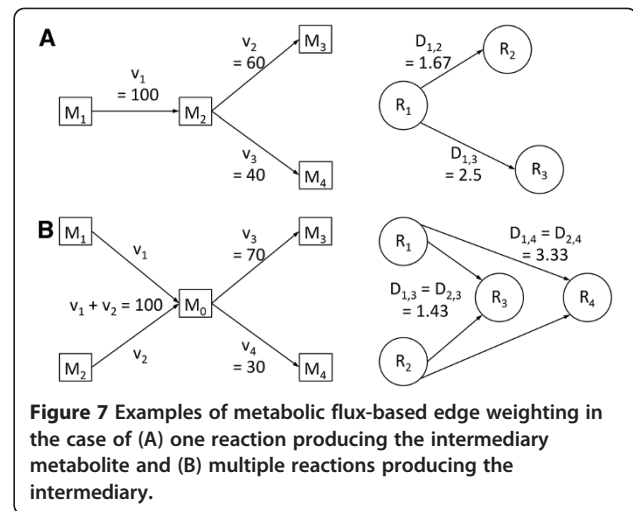 A
v₁
= 100
v₂
= 60
v₃
= 40
M₁
M₂
M₃
M₄
D₁,₂
= 1.67
D₁,₃
= 2.5
R₁
R₂
R₃
B
M₁
v₁
v₁ + v₂ = 100
v₂
M₂
M₀
v₃
= 70
M₃
v₄
= 30
M₄
R₁
D₁,₄ = D₂,₄
= 3.33
D₁,₃ = D₂,₃
= 1.43
R₃
R₄
R₂
Figure 7 Examples of metabolic flux-based edge weighting in
the case of (A) one reaction producing the intermediary
metabolite and (B) multiple reactions producing the
intermediary.